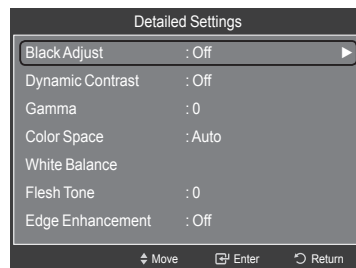 Detailed Settings
Black Adjust : Off
Dynamic Contrast : Off
Gamma : 0
Color Space : Auto
White Balance
Flesh Tone : 0
Edge Enhancement : Off
Move Enter Return